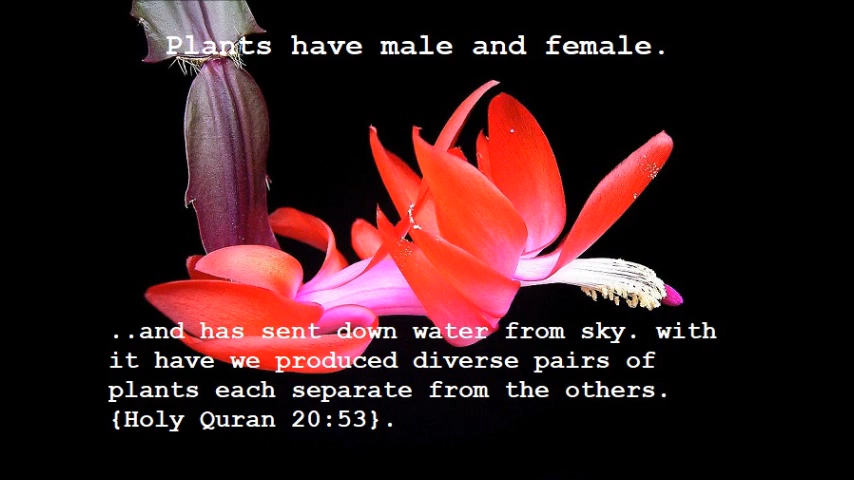 Plants have male and female.
..and has sent down water from sky. with
it have we produced diverse pairs of
plants each separate from the others.
{Holy Quran 20:53}.